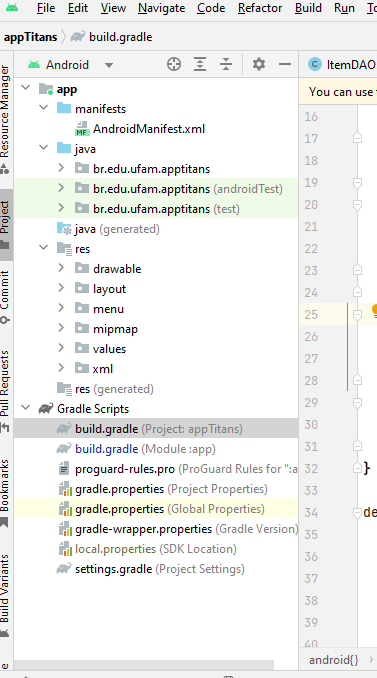 File Edit View Navigate Code Refactor Build Run To
appTitans build.gradle
Android
ItemDAO
You can use t
app
manifests
AndroidManifest.xml
java
br.edu.ufam.apptitans
br.edu.ufam.apptitans (androidTest)
br.edu.ufam.apptitans (test)
java (generated)
res
drawable
layout
menu
mipmap
values
xml
res (generated)
Gradle Scripts
build.gradle (Project: appTitans)
build.gradle (Module :app)
proguard-rules.pro (ProGuard Rules for ":a
gradle.properties (Project Properties)
gradle.properties (Global Properties)
gradle-wrapper.properties (Gradle Version)
local.properties (SDK Location)
settings.gradle (Project Settings)
Resource Manager
Project
Commit
Pull Requests
Bookmarks
Build Variants
e
16
17
18
19
20
21
22
23
24
25
28
29
30
31
32 }
33
34 de
35
36
37
38
39
40
android{}